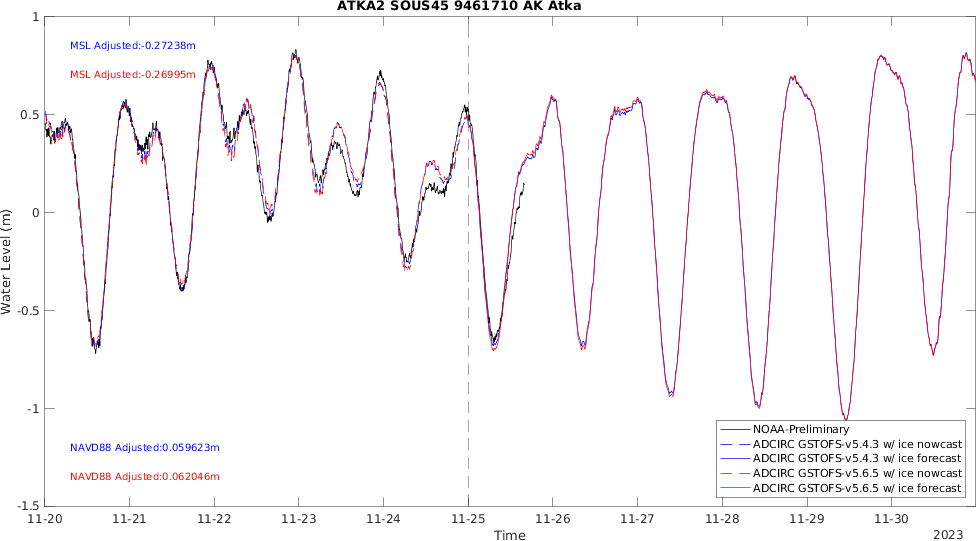 ATKA2 SOUS45 9461710 AK Atka
1
MSL Adjusted:-0.27238m
MSL Adjusted:-0.26995m
0.5
0
Water Level (m)
-0.5
-1
NOAA-Preliminary
ADCIRC GSTOFS-v5.4.3 w/ ice nowcast
ADCIRC GSTOFS-v5.4.3 w/ ice forecast
ADCIRC GSTOFS-v5.6.5 w/ ice nowcast
ADCIRC GSTOFS-v5.6.5 w/ ice forecast
NAVD88 Adjusted:0.059623m
NAVD88 Adjusted:0.062046m
-1.5
11-20 11-21 11-22 11-23 11-24 11-25 11-26 11-27 11-28 11-29 11-30
Time
2023